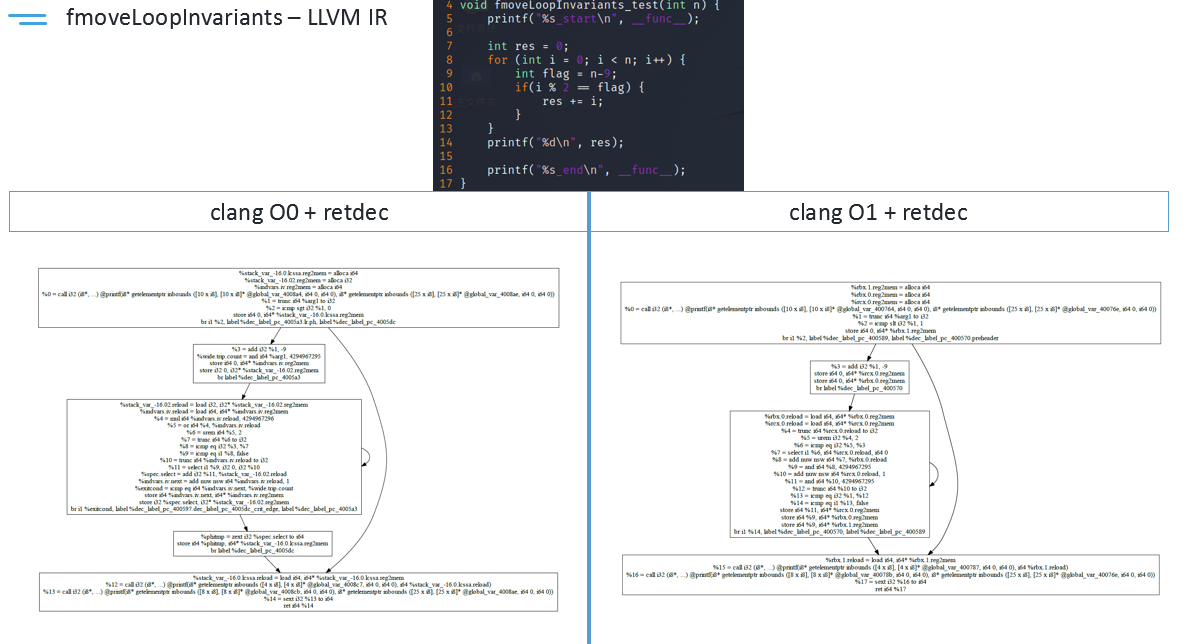 fmoveLoopInvariants – LLVM IR
4 void fmoveLoopInvariants_test(int n) {
5 printf("%s_start\n", __func__);
6
7 int res = 0;
8 for (int i = 0; i < n; i++) {
9 int flag = n-9;
10 if(i % 2 == flag) {
11 res += i;
12 }
13 }
14 printf("%d\n", res);
15
16 printf("%s_end\n", __func__);
17 }
clang O0 + retdec
%stack_var_-16.0.lcssa.reg2mem = alloca i64
%stack_var_-16.02.reg2mem = alloca i32
%indvars.iv.reg2mem = alloca i64
%0 = call i32 (i8*, ...) @printf(i8* getelementptr inbounds ([10 x i8], [10 x i8]* @global_var_4008a4, i64 0, i64 0), i8* getelementptr inbounds ([25 x i8], [25 x i8]* @global_var_4008ae, i64 0, i64 0))
%1 = trunc i64 %arg1 to i32
%2 = icmp sgt i32 %1, 0
store i64 0, i64* %stack_var_-16.0.lcssa.reg2mem
br i1 %2, label %dec_label_pc_4005a3.lr.ph, label %dec_label_pc_4005dc
%3 = add i32 %1, -9
%wide.trip.count = and i64 %arg1, 4294967295
store i64 0, i64* %indvars.iv.reg2mem
store i32 0, i32* %stack_var_-16.02.reg2mem
br label %dec_label_pc_4005a3
%stack_var_-16.02.reload = load i32, i32* %stack_var_-16.02.reg2mem
%indvars.iv.reload = load i64, i64* %indvars.iv.reg2mem
%4 = mul i64 %indvars.iv.reload, 4294967296
%5 = or i64 %4, %indvars.iv.reload
%6 = srem i64 %5, 2
%7 = trunc i64 %6 to i32
%8 = icmp eq i32 %3, %7
%9 = icmp eq i1 %8, false
%10 = trunc i64 %indvars.iv.reload to i32
%11 = select i1 %9, i32 0, i32 %10
%spec.select = add i32 %11, %stack_var_-16.02.reload
%indvars.iv.next = add nuw nsw i64 %indvars.iv.reload, 1
%exitcond = icmp eq i64 %indvars.iv.next, %wide.trip.count
store i64 %indvars.iv.next, i64* %indvars.iv.reg2mem
store i32 %spec.select, i32* %stack_var_-16.02.reg2mem
br i1 %exitcond, label %dec_label_pc_400597.dec_label_pc_4005dc_crit_edge, label %dec_label_pc_4005a3
%phitmp = zext i32 %spec.select to i64
store i64 %phitmp, i64* %stack_var_-16.0.lcssa.reg2mem
br label %dec_label_pc_4005dc
%stack_var_-16.0.lcssa.reload = load i64, i64* %stack_var_-16.0.lcssa.reg2mem
%12 = call i32 (i8*, ...) @printf(i8* getelementptr inbounds ([4 x i8], [4 x i8]* @global_var_4008c7, i64 0, i64 0), i64 %stack_var_-16.0.lcssa.reload)
%13 = call i32 (i8*, ...) @printf(i8* getelementptr inbounds ([8 x i8], [8 x i8]* @global_var_4008cb, i64 0, i64 0), i8* getelementptr inbounds ([25 x i8], [25 x i8]* @global_var_4008ae, i64 0, i64 0))
%14 = sext i32 %13 to i64
ret i64 %14
clang O1 + retdec
%rbx.1.reg2mem = alloca i64
%rbx.0.reg2mem = alloca i64
%rcx.0.reg2mem = alloca i64
%0 = call i32 (i8*, ...) @printf(i8* getelementptr inbounds ([10 x i8], [10 x i8]* @global_var_400764, i64 0, i64 0), i8* getelementptr inbounds ([25 x i8], [25 x i8]* @global_var_40076e, i64 0, i64 0))
%1 = trunc i64 %arg1 to i32
%2 = icmp slt i32 %1, 1
store i64 0, i64* %rbx.1.reg2mem
br i1 %2, label %dec_label_pc_400589, label %dec_label_pc_400570.preheader
%3 = add i32 %1, -9
store i64 0, i64* %rcx.0.reg2mem
store i64 0, i64* %rbx.0.reg2mem
br label %dec_label_pc_400570
%rbx.0.reload = load i64, i64* %rbx.0.reg2mem
%rcx.0.reload = load i64, i64* %rcx.0.reg2mem
%4 = trunc i64 %rcx.0.reload to i32
%5 = urem i32 %4, 2
%6 = icmp eq i32 %5, %3
%7 = select i1 %6, i64 %rcx.0.reload, i64 0
%8 = add nuw nsw i64 %7, %rbx.0.reload
%9 = and i64 %8, 4294967295
%10 = add nuw nsw i64 %rcx.0.reload, 1
%11 = and i64 %10, 4294967295
%12 = trunc i64 %10 to i32
%13 = icmp eq i32 %1, %12
%14 = icmp eq i1 %13, false
store i64 %11, i64* %rcx.0.reg2mem
store i64 %9, i64* %rbx.0.reg2mem
store i64 %9, i64* %rbx.1.reg2mem
br i1 %14, label %dec_label_pc_400570, label %dec_label_pc_400589
%rbx.1.reload = load i64, i64* %rbx.1.reg2mem
%15 = call i32 (i8*, ...) @printf(i8* getelementptr inbounds ([4 x i8], [4 x i8]* @global_var_400787, i64 0, i64 0), i64 %rbx.1.reload)
%16 = call i32 (i8*, ...) @printf(i8* getelementptr inbounds ([8 x i8], [8 x i8]* @global_var_40078b, i64 0, i64 0), i8* getelementptr inbounds ([25 x i8], [25 x i8]* @global_var_40076e, i64 0, i64 0))
%17 = sext i32 %16 to i64
ret i64 %17